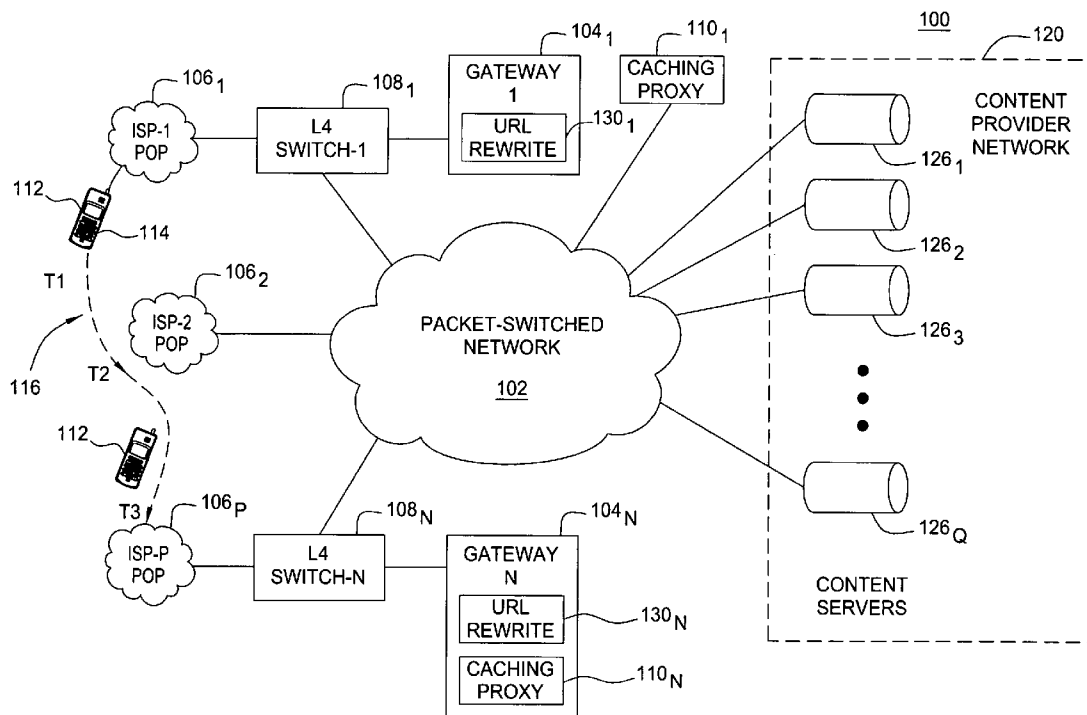 100
120
104₁
GATEWAY
1
URL
REWRITE
130₁
110₁
CACHING
PROXY
106₁
ISP-1
POP
108₁
L4
SWITCH-1
CONTENT
PROVIDER
NETWORK
126₁
126₂
126₃
126Q
CONTENT
SERVERS
112
114
T1
116
T2
106₂
ISP-2
POP
PACKET-SWITCHED
NETWORK
102
112
T3
106P
ISP-P
POP
108N
L4
SWITCH-N
104N
GATEWAY
N
URL
REWRITE
130N
CACHING
PROXY
110N